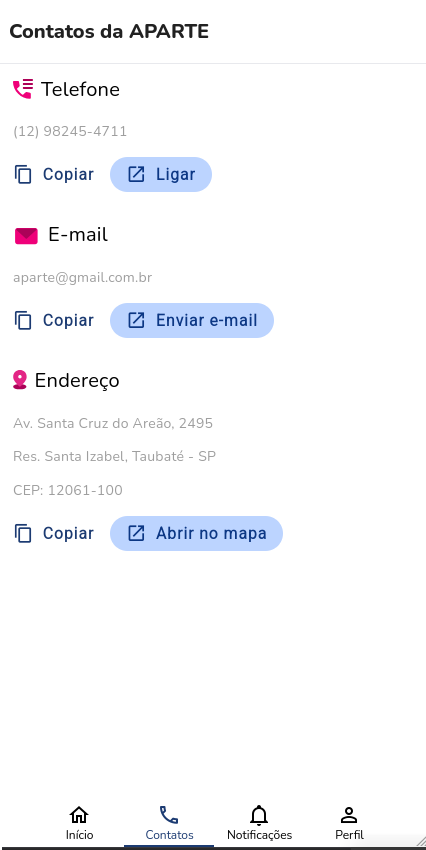 Contatos da APARTE
Telefone
(12) 98245-4711
Copiar
Ligar
E-mail
aparte@gmail.com.br
Copiar
Enviar e-mail
Endereço
Av. Santa Cruz do Areão, 2495
Res. Santa Izabel, Taubaté - SP
CEP: 12061-100
Copiar
Abrir no mapa
Início
Contatos
Notificações
Perfil